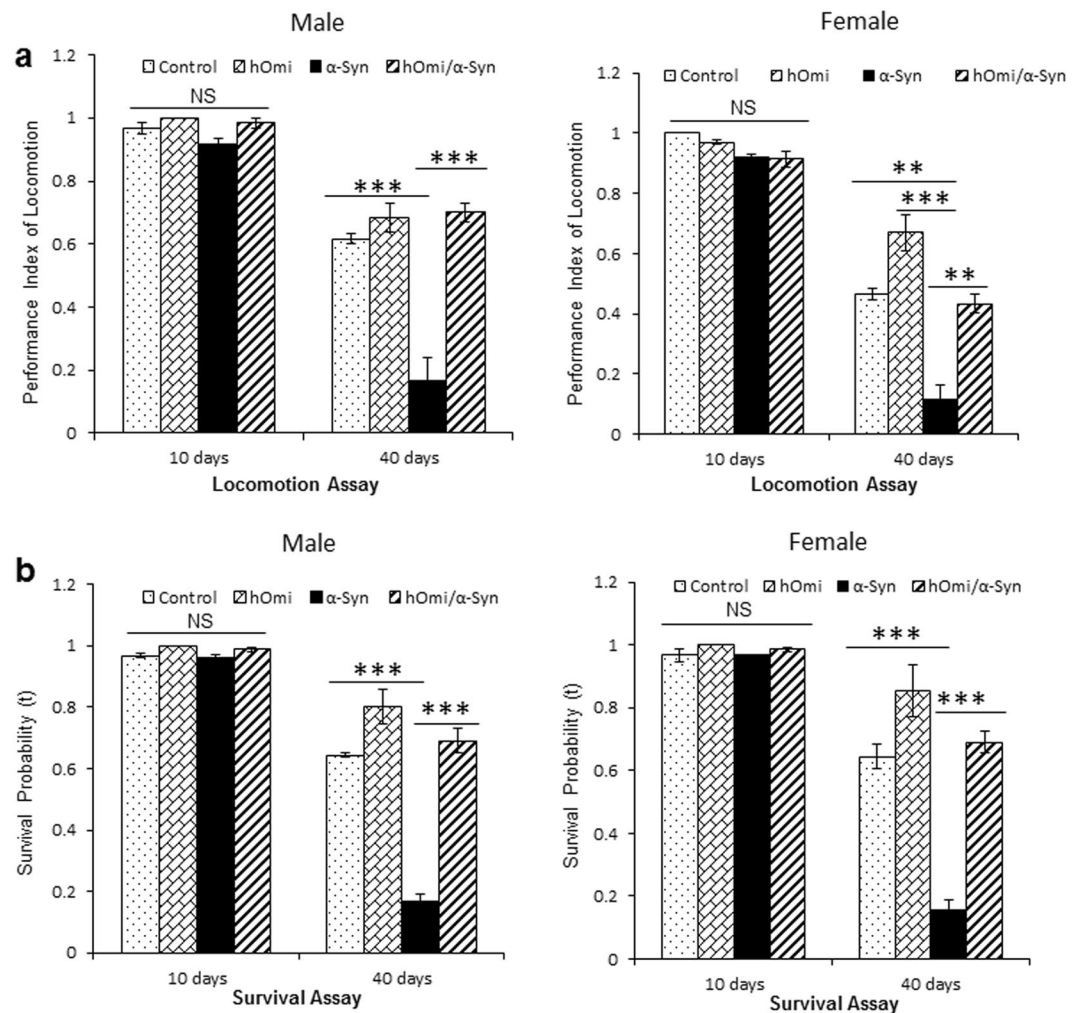 a
Male
1.2
1
0.8
0.6
0.4
0.2
0
Performance Index of Locomotion
Control hOmi α-Syn hOmi/α-Syn
NS
***
***
10 days 40 days
Locomotion Assay
Female
1.2
1
0.8
0.6
0.4
0.2
0
Performance Index of Locomotion
Control hOmi α-Syn hOmi/α-Syn
NS
**
***
**
10 days 40 days
Locomotion Assay
b
Male
1.2
1
0.8
0.6
0.4
0.2
0
Survival Probability (t)
Control hOmi α-Syn hOmi/α-Syn
NS
***
***
10 days 40 days
Survival Assay
Female
1.2
1
0.8
0.6
0.4
0.2
0
Survival Probability (t)
Control hOmi α-Syn hOmi/α-Syn
NS
***
***
10 days 40 days
Survival Assay